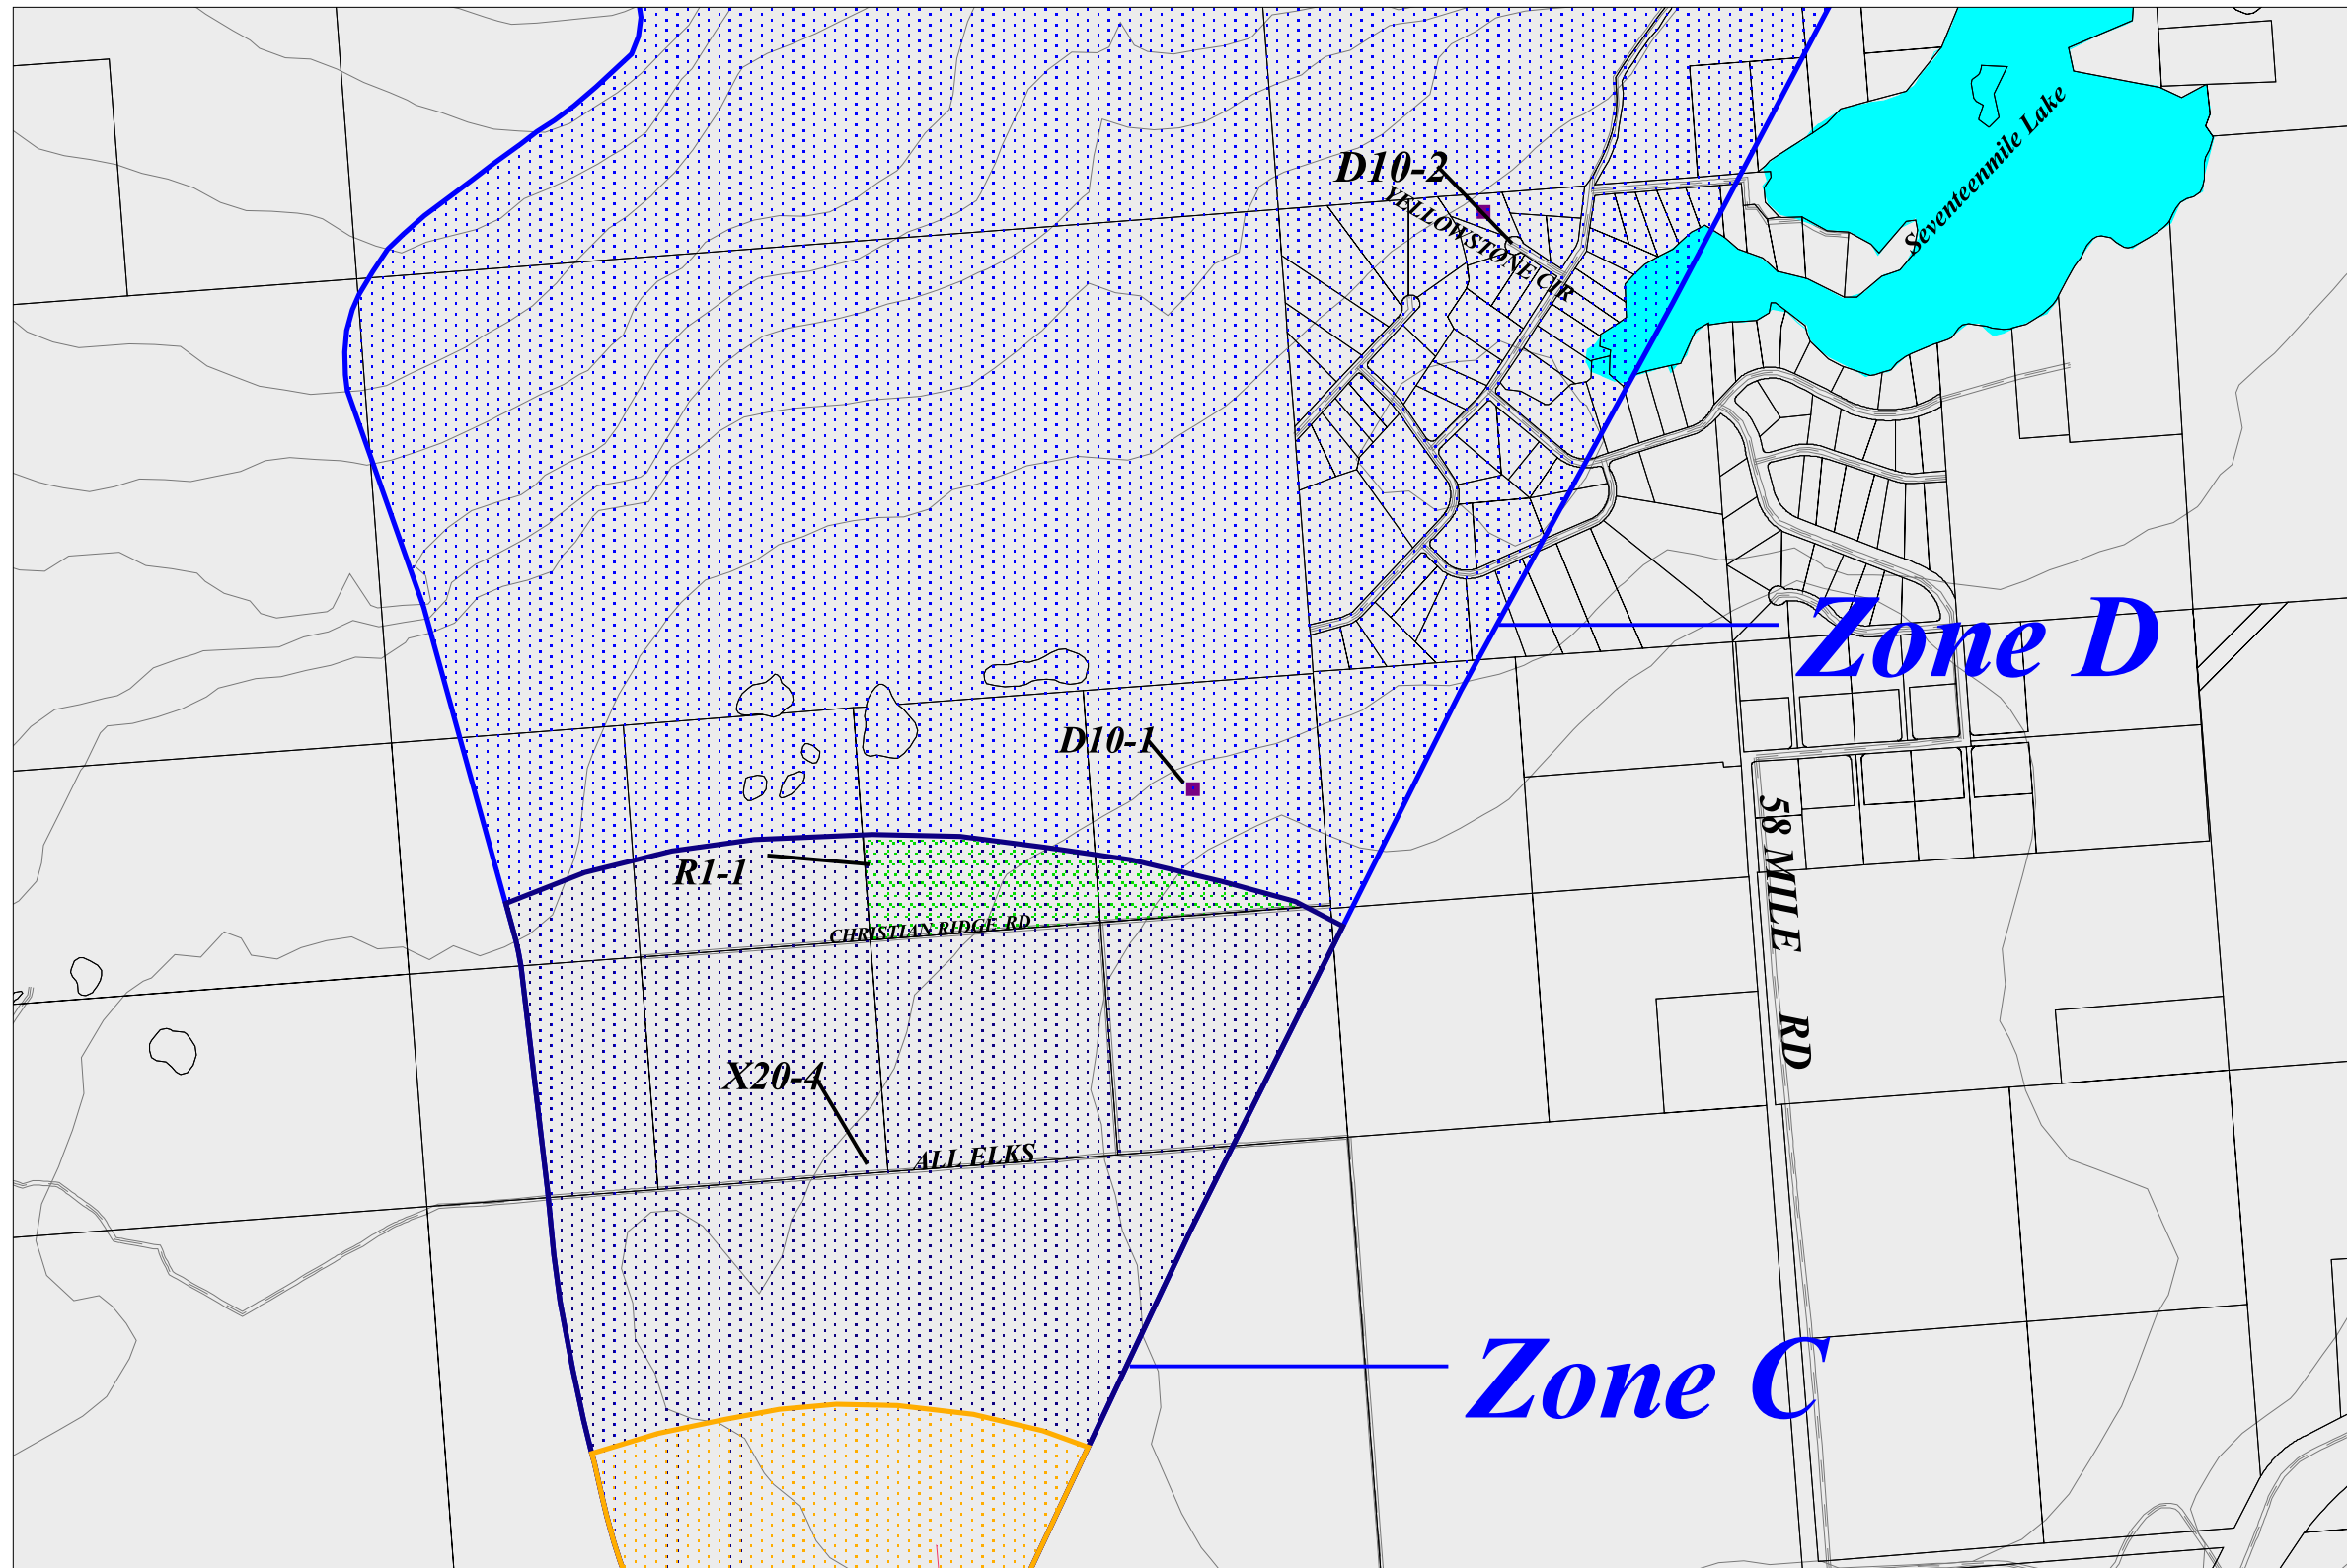 Seventeenmile Lake
D10-2
YELLOWSTONE CIR
Zone D
D10-1
58 MILE RD
R1-1
CHRISTIAN RIDGE RD
X20-4
ALL ELKS
Zone C